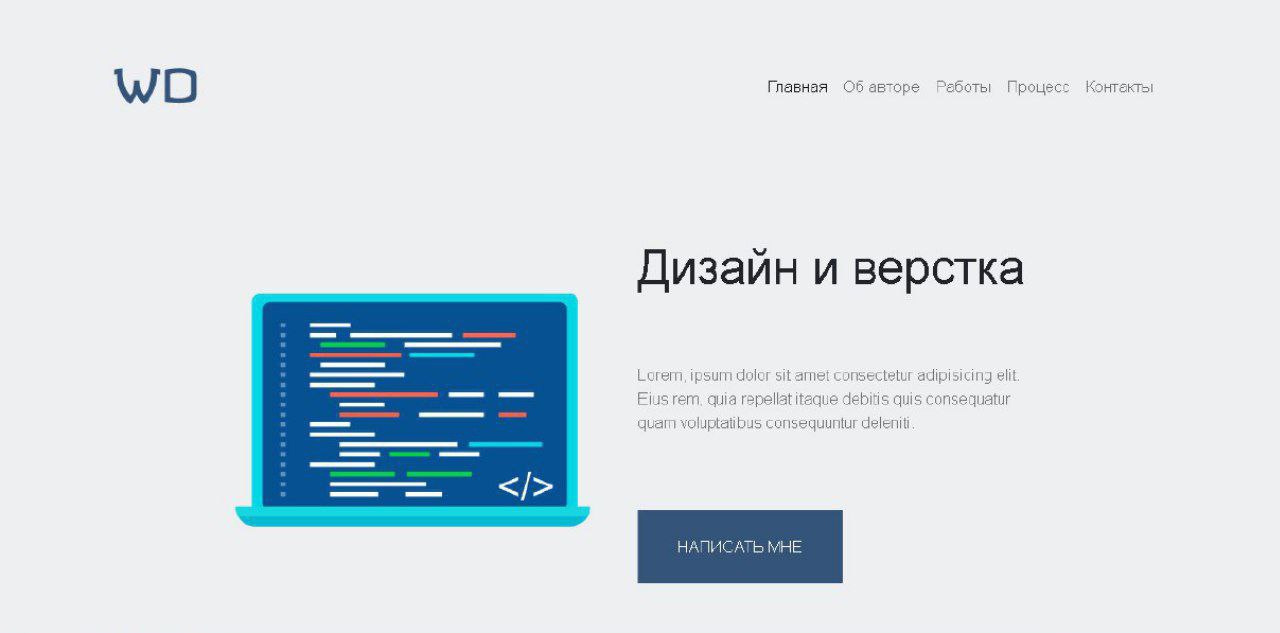 WD
Главная Об авторе Работы Процесс Контакты
Дизайн и верстка
Lorem, ipsum dolor sit amet consectetur adipisicing elit.
Eius rem, quia repellat itaque debitis quis consequatur
quam voluptatibus consequuntur deleniti.
</>
НАПИСАТЬ МНЕ